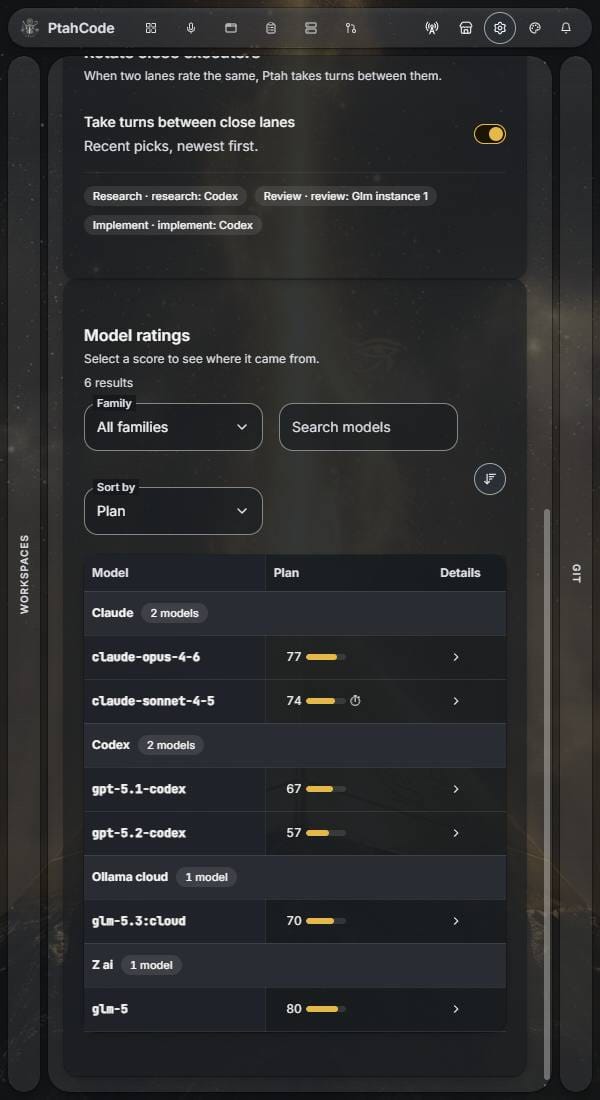 PtahCode
Rotate close executors
When two lanes rate the same, Ptah takes turns between them.
Take turns between close lanes
Recent picks, newest first.
Research · research: Codex
Review · review: Glm instance 1
Implement · implement: Codex
Model ratings
Select a score to see where it came from.
6 results
Family
All families
Search models
Sort by
Plan
Model Plan Details
Claude 2 models
claude-opus-4-6 77
claude-sonnet-4-5 74
Codex 2 models
gpt-5.1-codex 67
gpt-5.2-codex 57
Ollama cloud 1 model
glm-5.3:cloud 70
Z ai 1 model
glm-5 80
WORKSPACES
GIT